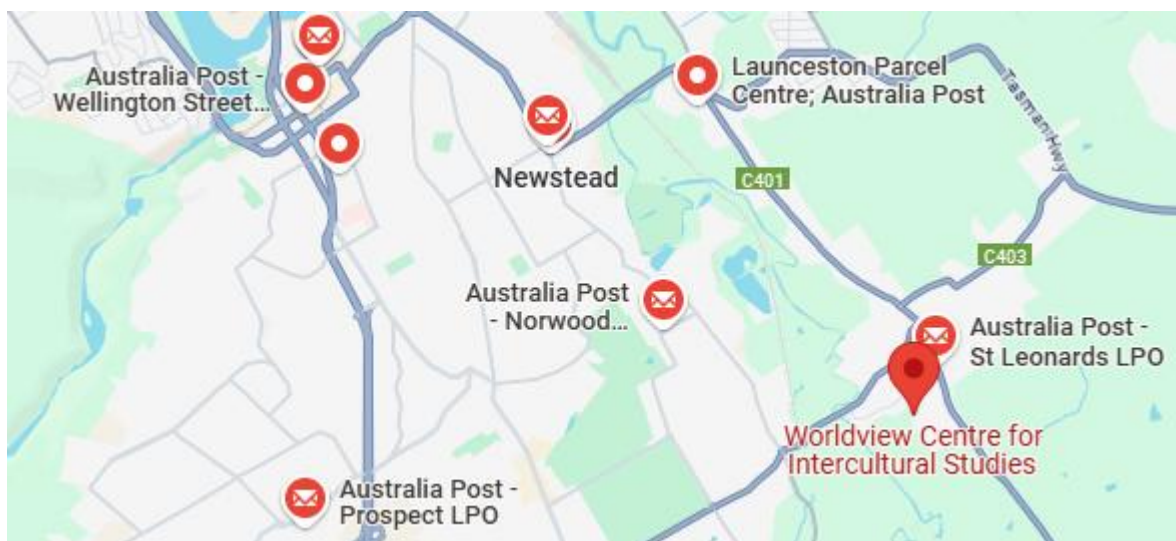 Australia Post -
Wellington Street...
Launceston Parcel
Centre; Australia Post
Tasman Hwy
Newstead
C401
C403
Australia Post
- Norwood...
Australia Post -
St Leonards LPO
Worldview Centre for
Intercultural Studies
Australia Post -
Prospect LPO